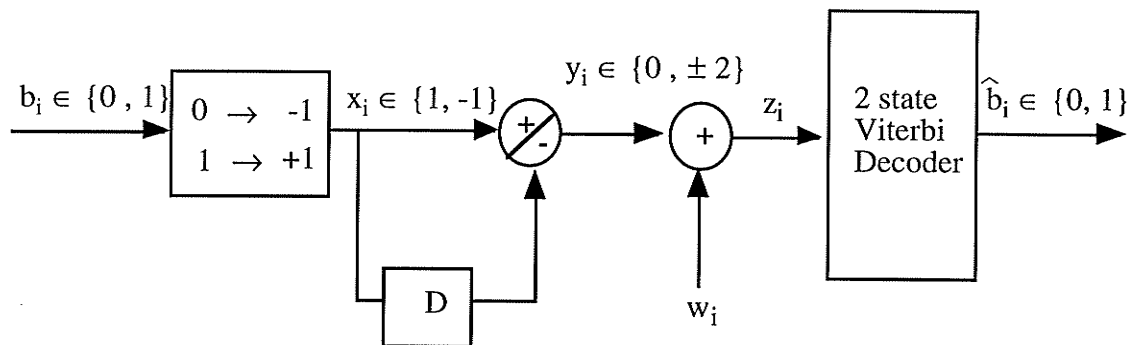 b_i ∈ {0 , 1}
0 → -1
1 → +1
x_i ∈ {1, -1}
+
-
D
y_i ∈ {0 , ± 2}
+
w_i
z_i
2 state
Viterbi
Decoder
b̂_i ∈ {0, 1}